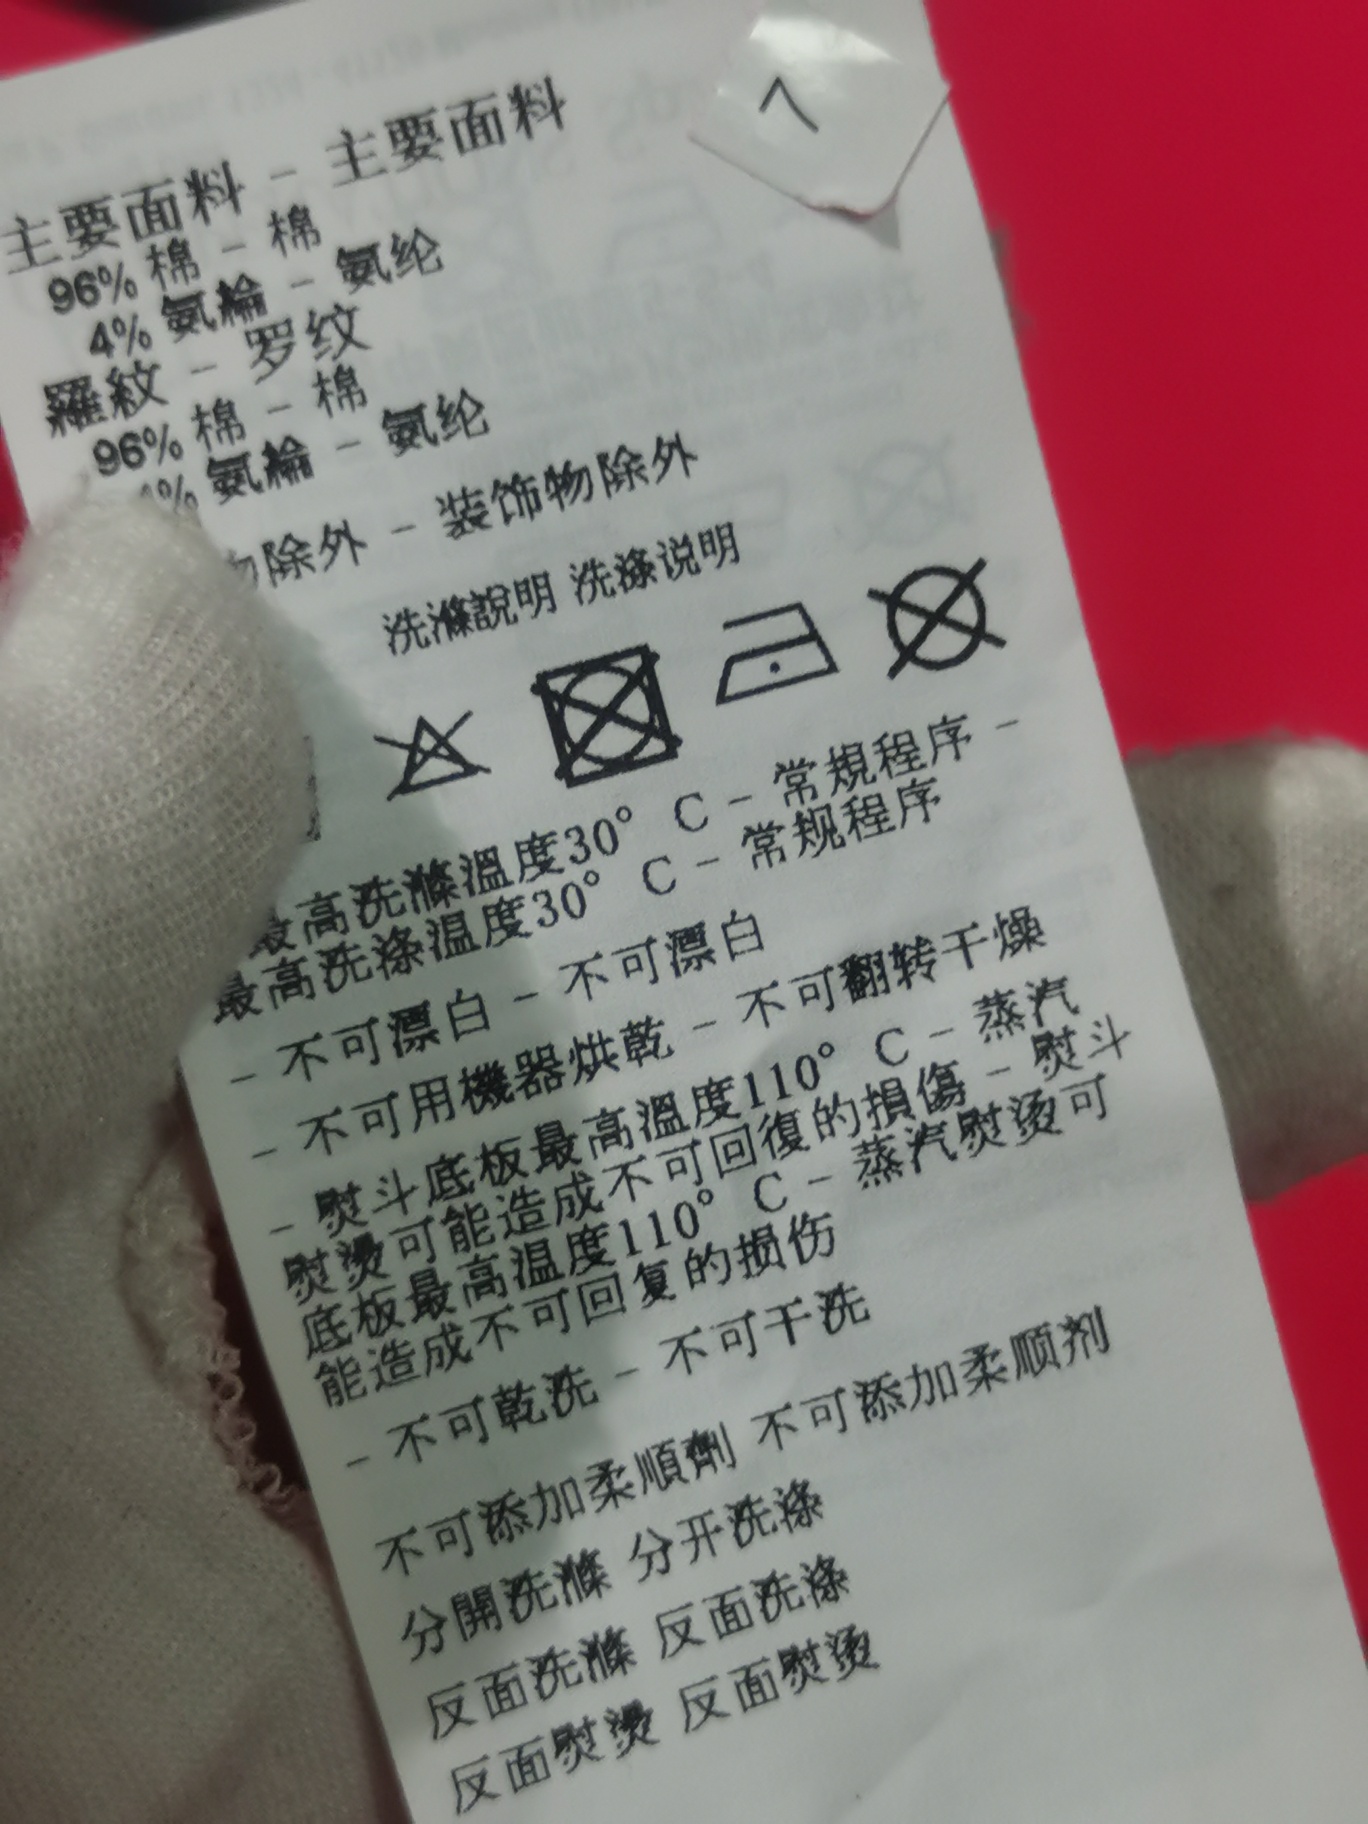 主要面料 - 主要面料
96% 棉 - 棉
4% 氨綸 - 氨纶
羅紋 - 罗纹
96% 棉 - 棉
% 氨綸 - 氨纶
除外 - 装饰物除外
洗滌說明 洗涤说明
最高洗滌溫度30° C - 常規程序 -
最高洗涤温度30° C - 常规程序
- 不可漂白 - 不可漂白
- 不可用機器烘乾 - 不可翻转干燥
- 熨斗底板最高溫度110° C - 蒸汽
熨燙可能造成不可回復的損傷 - 熨斗
底板最高温度110° C - 蒸汽熨烫可
能造成不可回复的损伤
- 不可乾洗 - 不可干洗
不可添加柔順劑 不可添加柔顺剂
分開洗滌 分开洗涤
反面洗滌 反面洗涤
反面熨燙 反面熨烫